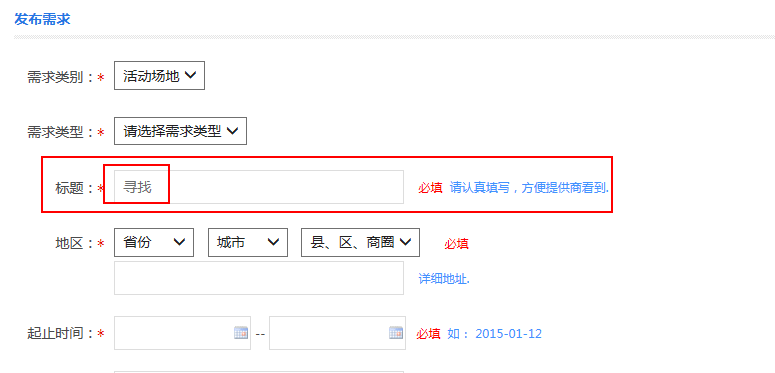 发布需求
需求类别：* 活动场地
需求类型：* 请选择需求类型
标题：* 寻找 必填 请认真填写，方便提供商看到.
地区：* 省份 城市 县、区、商圈 必填
详细地址.
起止时间：* -- 必填 如： 2015-01-12